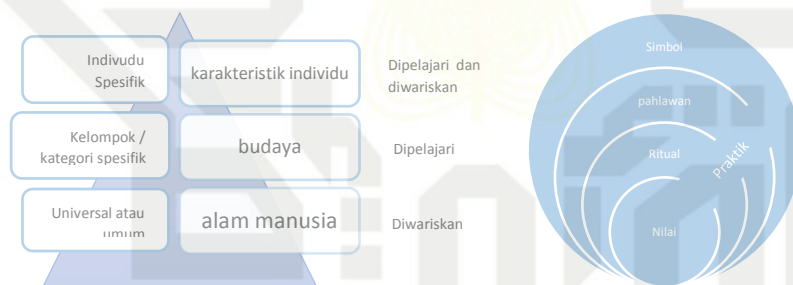 Indivudu
Spesifik
karakteristik individu
Dipelajari dan
diwariskan
Kelompok /
kategori spesifik
budaya
Dipelajari
Universal atau
umum
alam manusia
Diwariskan
Simbol
pahlawan
Ritual
Praktik
Nilai